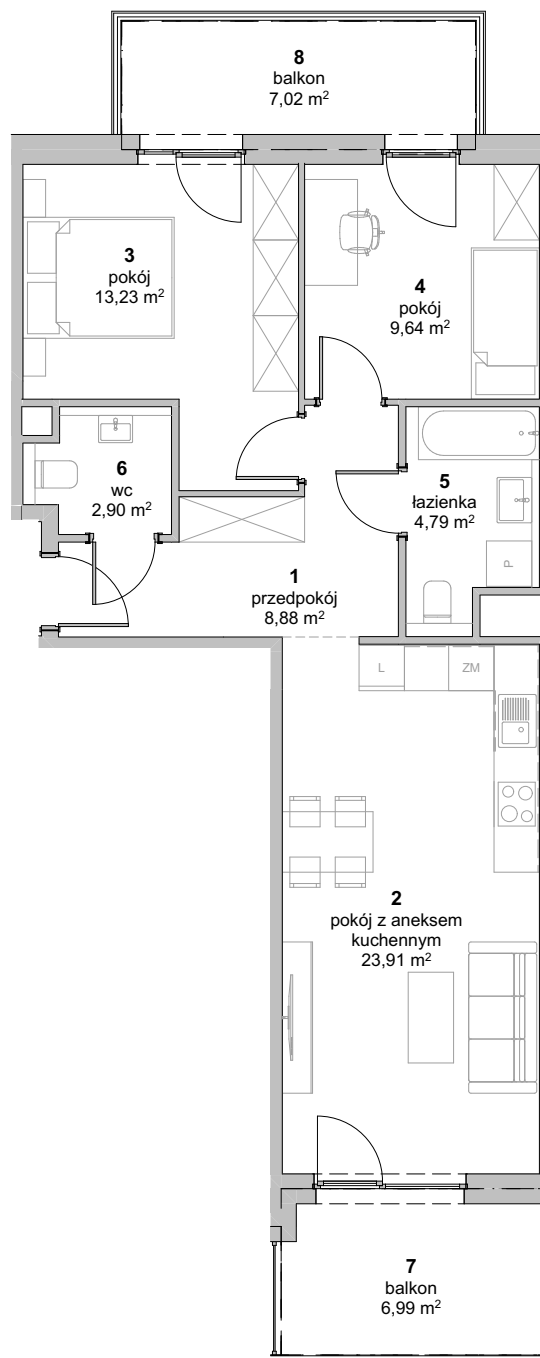 8
balkon
7,02 m²
3
pokój
13,23 m²
4
pokój
9,64 m²
6
wc
2,90 m²
5
łazienka
4,79 m²
P
1
przedpokój
8,88 m²
L
ZM
2
pokój z aneksem
kuchennym
23,91 m²
7
balkon
6,99 m²